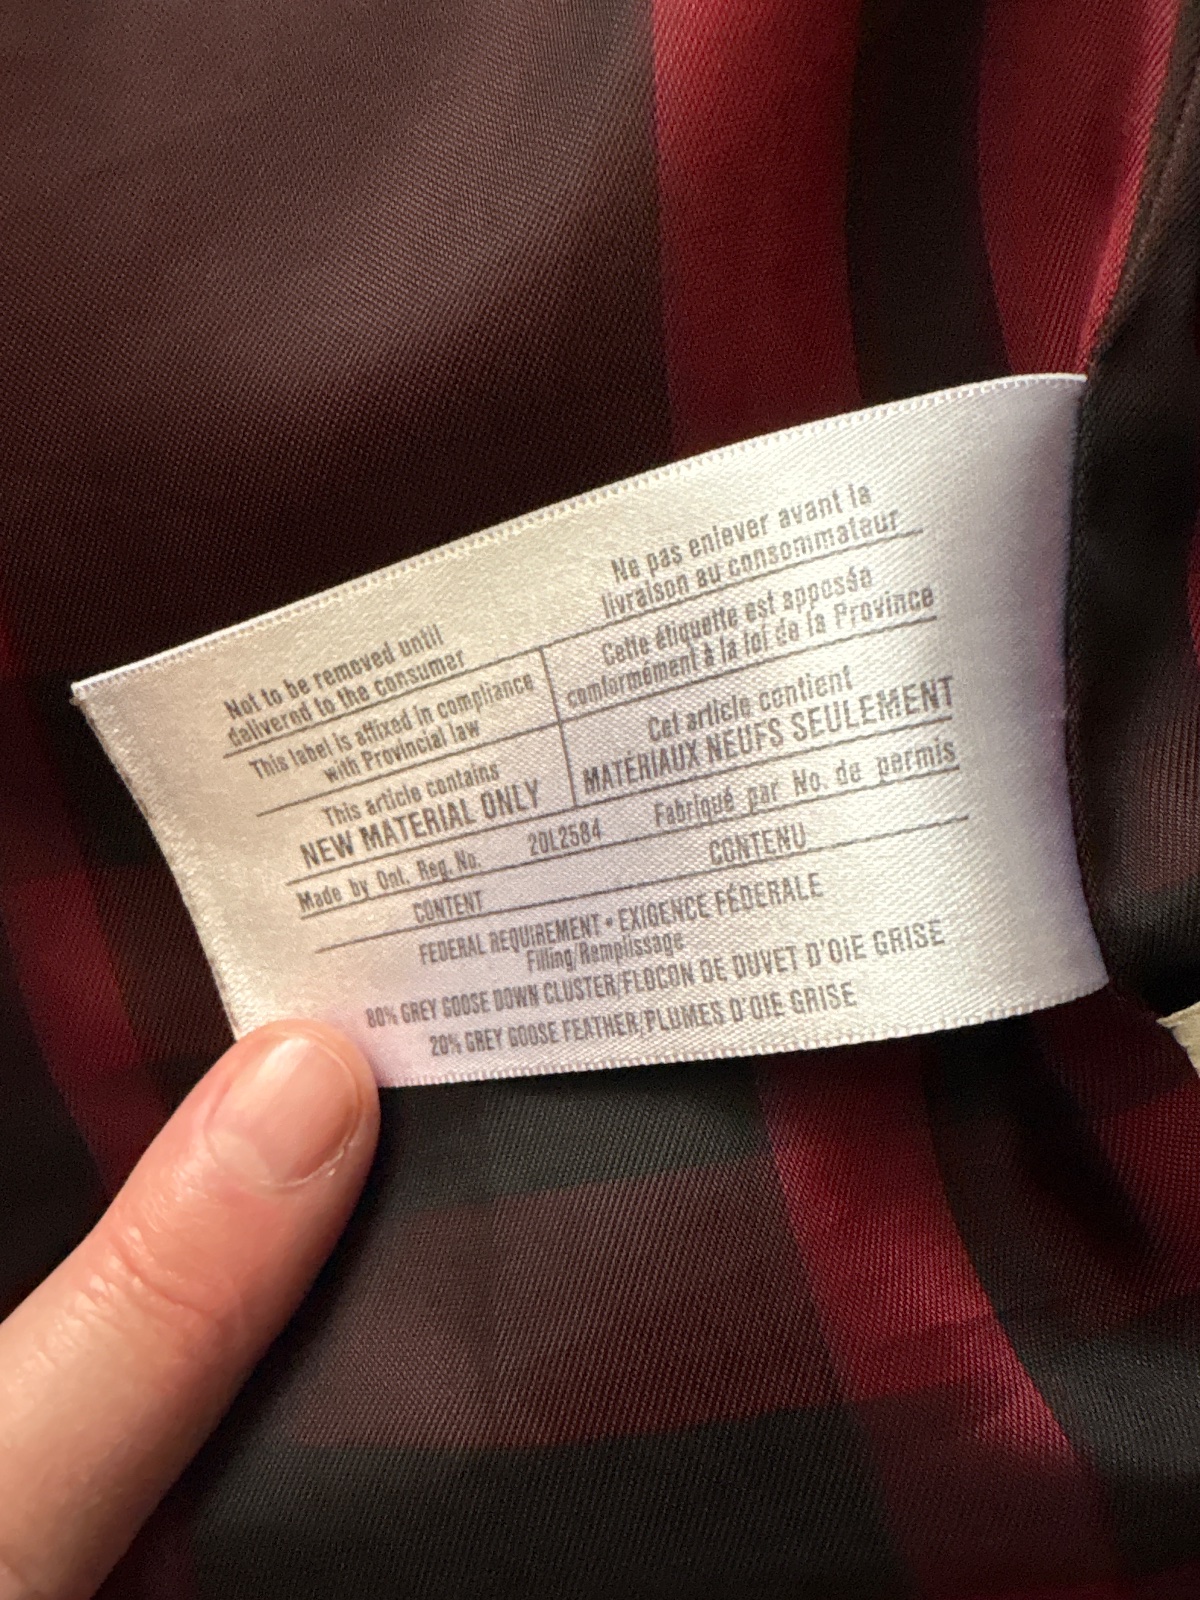 Not to be removed until
delivered to the consumer
Ne pas enlever avant la
livraison au consommateur
This label is affixed in compliance
with Provincial law
Cette étiquette est apposée
conformément à la loi de la Province
This article contains
NEW MATERIAL ONLY
Cet article contient
MATÉRIAUX NEUFS SEULEMENT
Made by Ont. Reg. No. 20L2584 Fabriqué par No. de permis
CONTENT CONTENU
FEDERAL REQUIREMENT • EXIGENCE FÉDERALE
Filling/Remplissage
80% GREY GOOSE DOWN CLUSTER/FLOCON DE DUVET D'OIE GRISE
20% GREY GOOSE FEATHER/PLUMES D'OIE GRISE